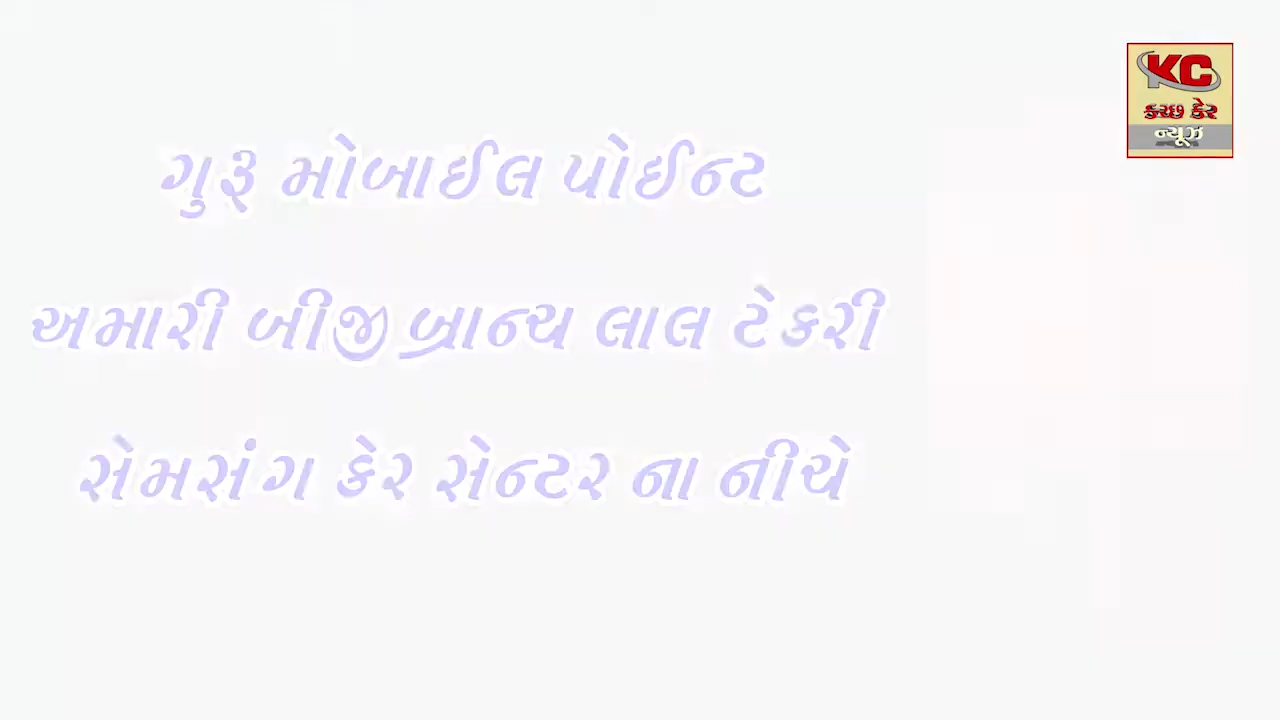 KC
કચ્છ કેર
ન્યૂઝ
ગુરૂ મોબાઈલ પોઈન્ટ
અમારી બીજી બ્રાન્ચ લાલ ટેકરી
સેમસંગ કેર સેન્ટર ના નીચે